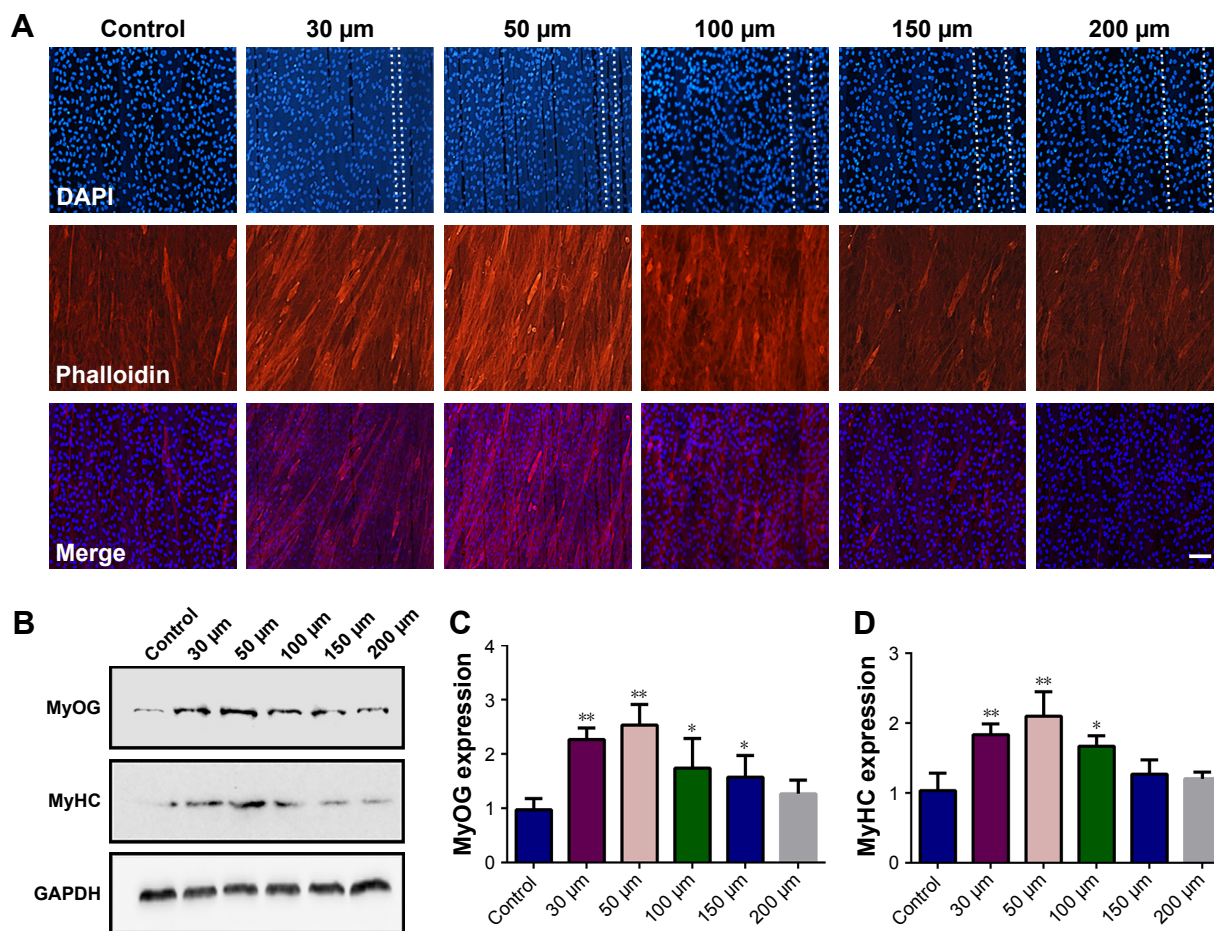 A
Control 30 μm 50 μm 100 μm 150 μm 200 μm
DAPI
Phalloidin
Merge
B
Control 30 μm 50 μm 100 μm 150 μm 200 μm
MyOG
MyHC
GAPDH
C
MyOG expression
4
3
2
1
0
** ** * *
Control 30 μm 50 μm 100 μm 150 μm 200 μm
D
MyHC expression
3
2
1
0
** ** *
Control 30 μm 50 μm 100 μm 150 μm 200 μm